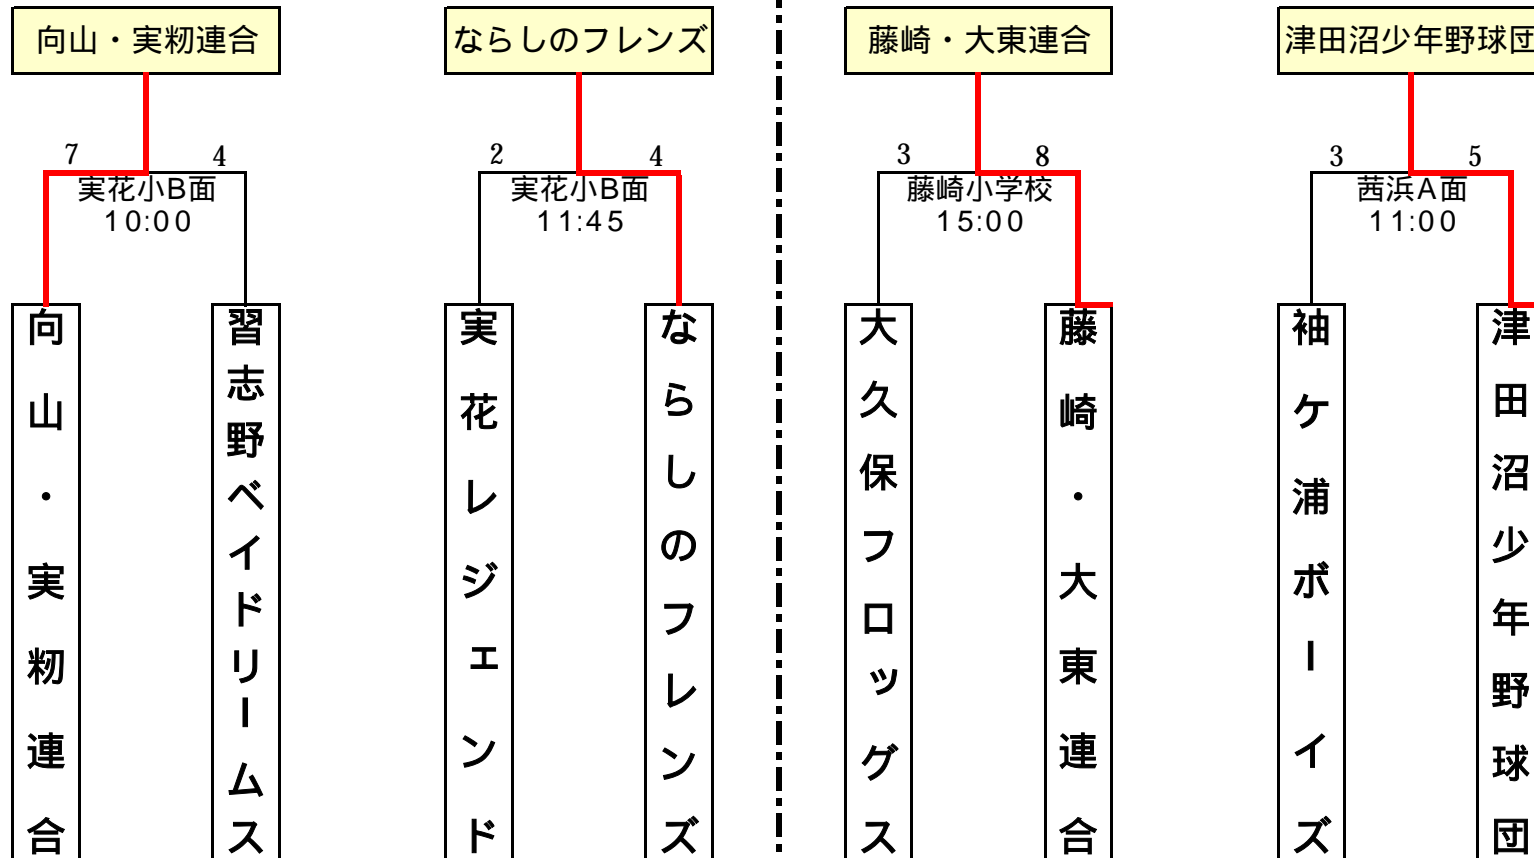 向山・実籾連合
ならしのフレンズ
藤崎・大東連合
津田沼少年野球団
7
4
実花小B面
10:00
2
4
実花小B面
11:45
3
8
藤崎小学校
15:00
3
5
茜浜A面
11:00
向山・実籾連合
習志野ベイドリームス
実花レジェンド
ならしのフレンズ
大久保フロッグス
藤崎・大東連合
袖ケ浦ボーイズ
津田沼少年野球団